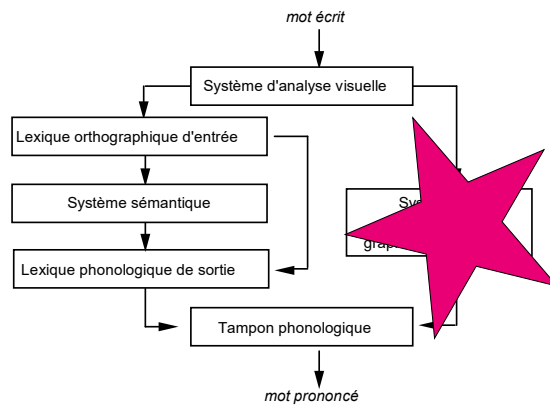 mot écrit
Système d'analyse visuelle
Lexique orthographique d'entrée
Système sémantique
Lexique phonologique de sortie
Tampon phonologique
mot prononcé